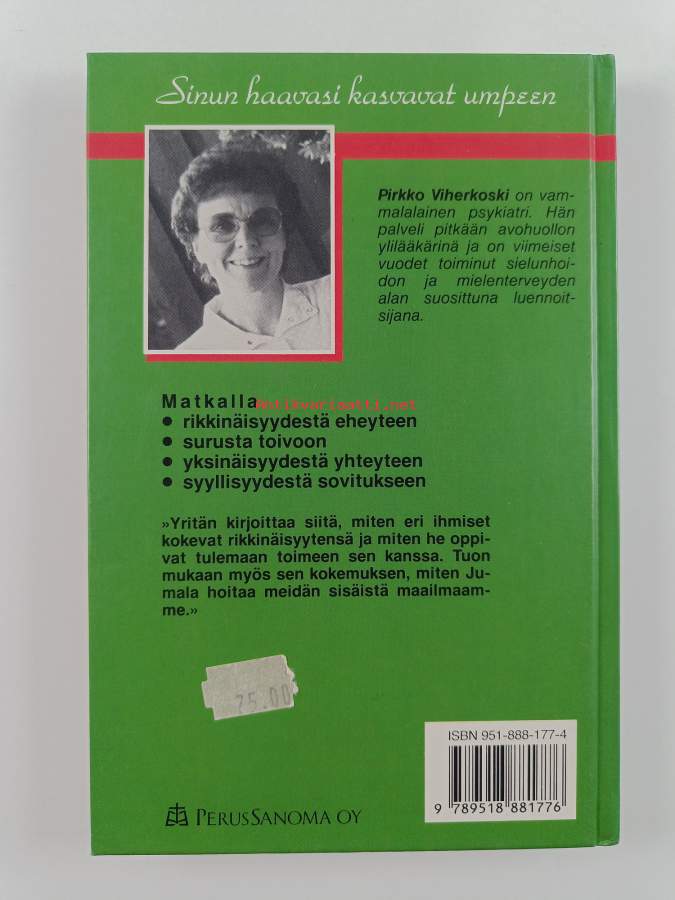 Sinun haavasi kasvavat umpeen
Pirkko Viherkoski on vam-
malalainen psykiatri. Hän
palveli pitkään avohuollon
ylilääkärinä ja on viimeiset
vuodet toiminut sielunhoi-
don ja mielenterveyden
alan suosittuna luennoit-
sijana.
Matkalla
Antikvariaatti.net
● rikkinäisyydestä eheyteen
● surusta toivoon
● yksinäisyydestä yhteyteen
● syyllisyydestä sovitukseen
»Yritän kirjoittaa siitä, miten eri ihmiset
kokevat rikkinäisyytensä ja miten he oppi-
vat tulemaan toimeen sen kanssa. Tuon
mukaan myös sen kokemuksen, miten Ju-
mala hoitaa meidän sisäistä maailmaam-
me.»
25.00
ISBN 951-888-177-4
9 789518 881776
PERUSSANOMA OY